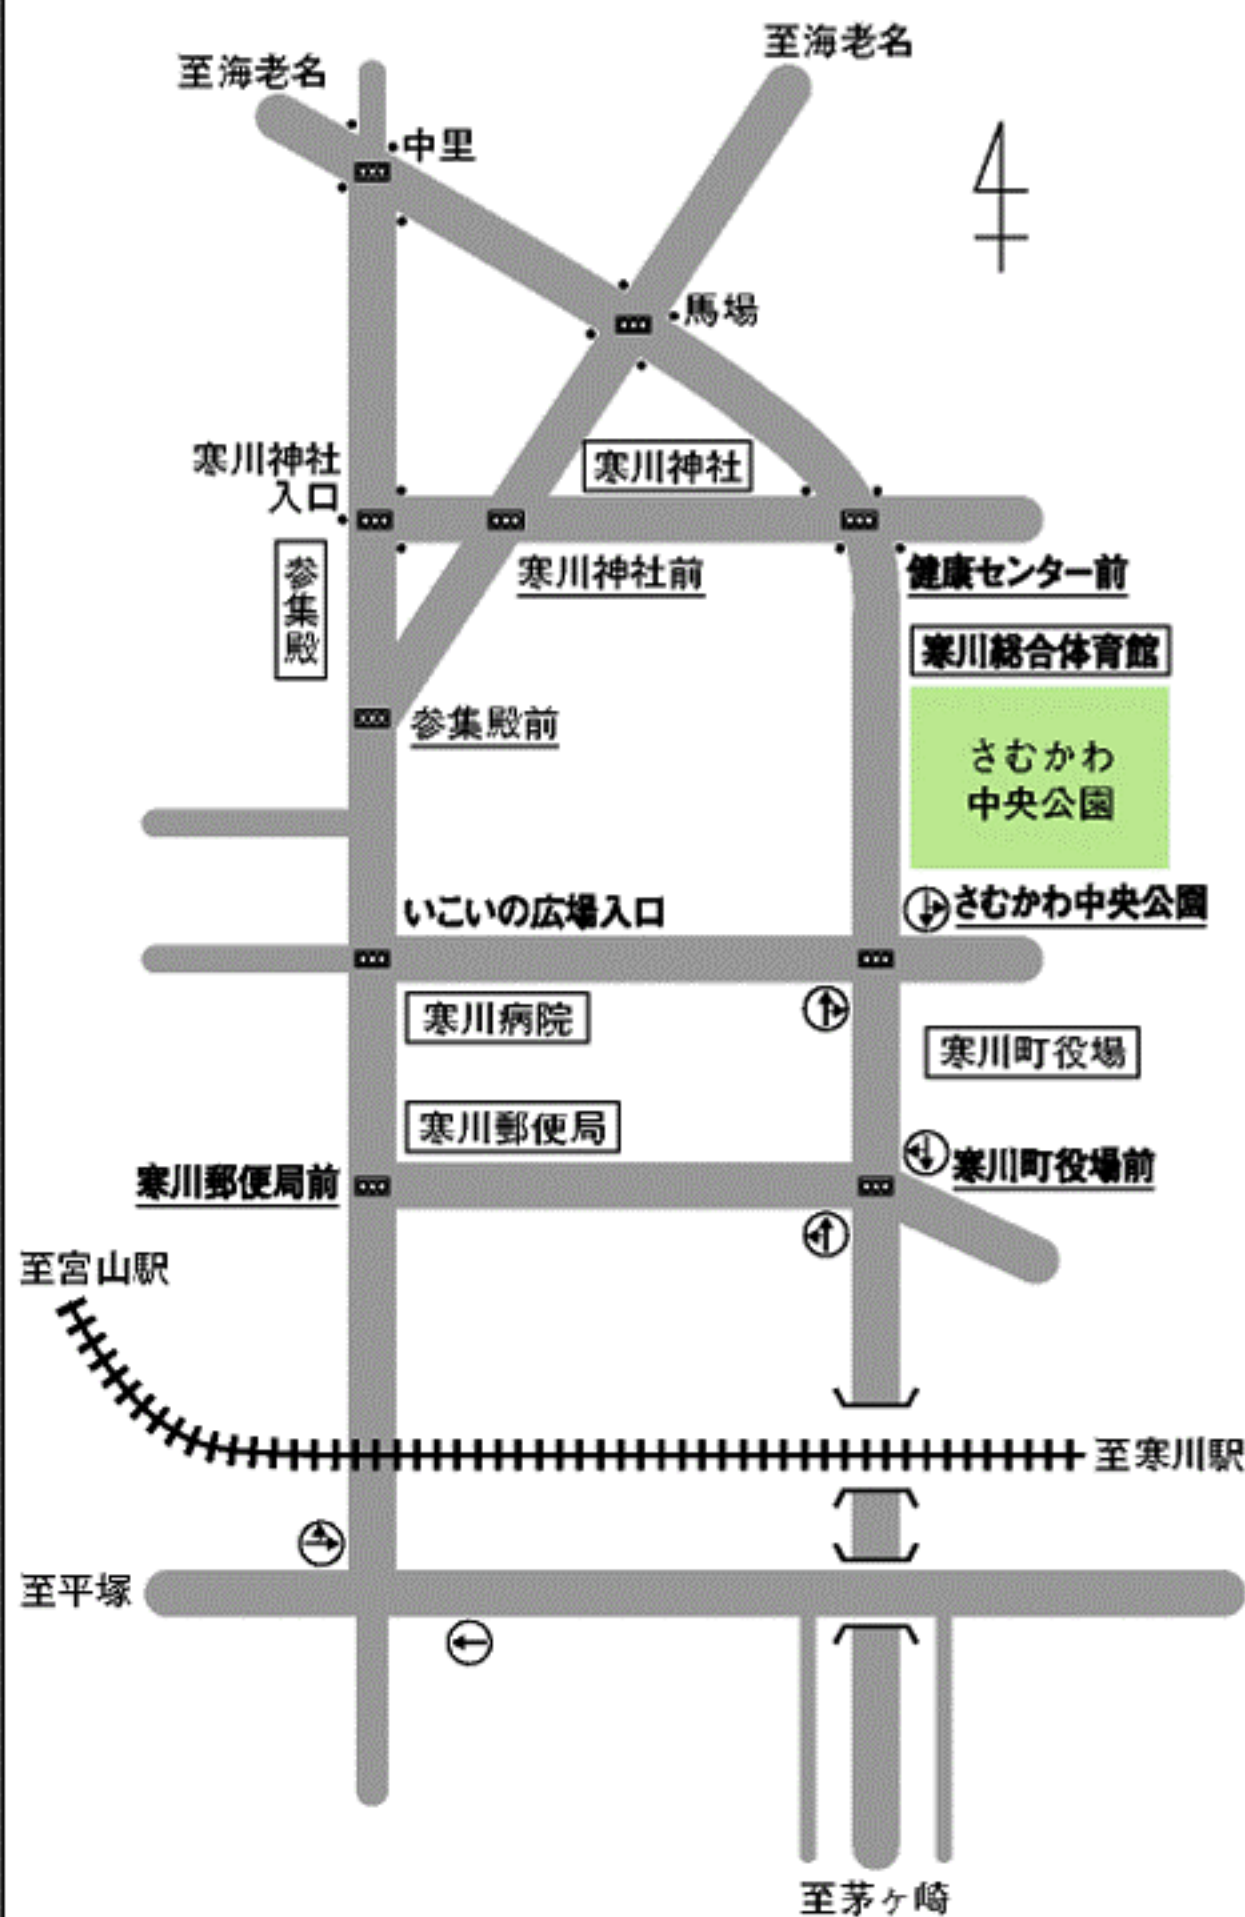 至海老名
至海老名
中里
馬場
寒川神社
入口
寒川神社
参集殿
寒川神社前
健康センター前
寒川総合体育館
参集殿前
さむかわ
中央公園
いこいの広場入口
さむかわ中央公園
寒川病院
寒川町役場
寒川郵便局
寒川郵便局前
寒川町役場前
至宮山駅
至寒川駅
至平塚
至茅ヶ崎